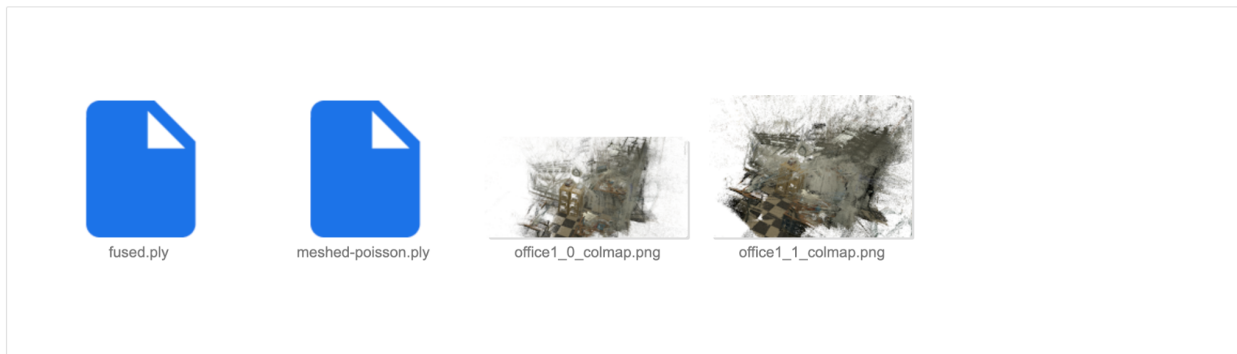 fused.ply
meshed-poisson.ply
office1_0_colmap.png
office1_1_colmap.png